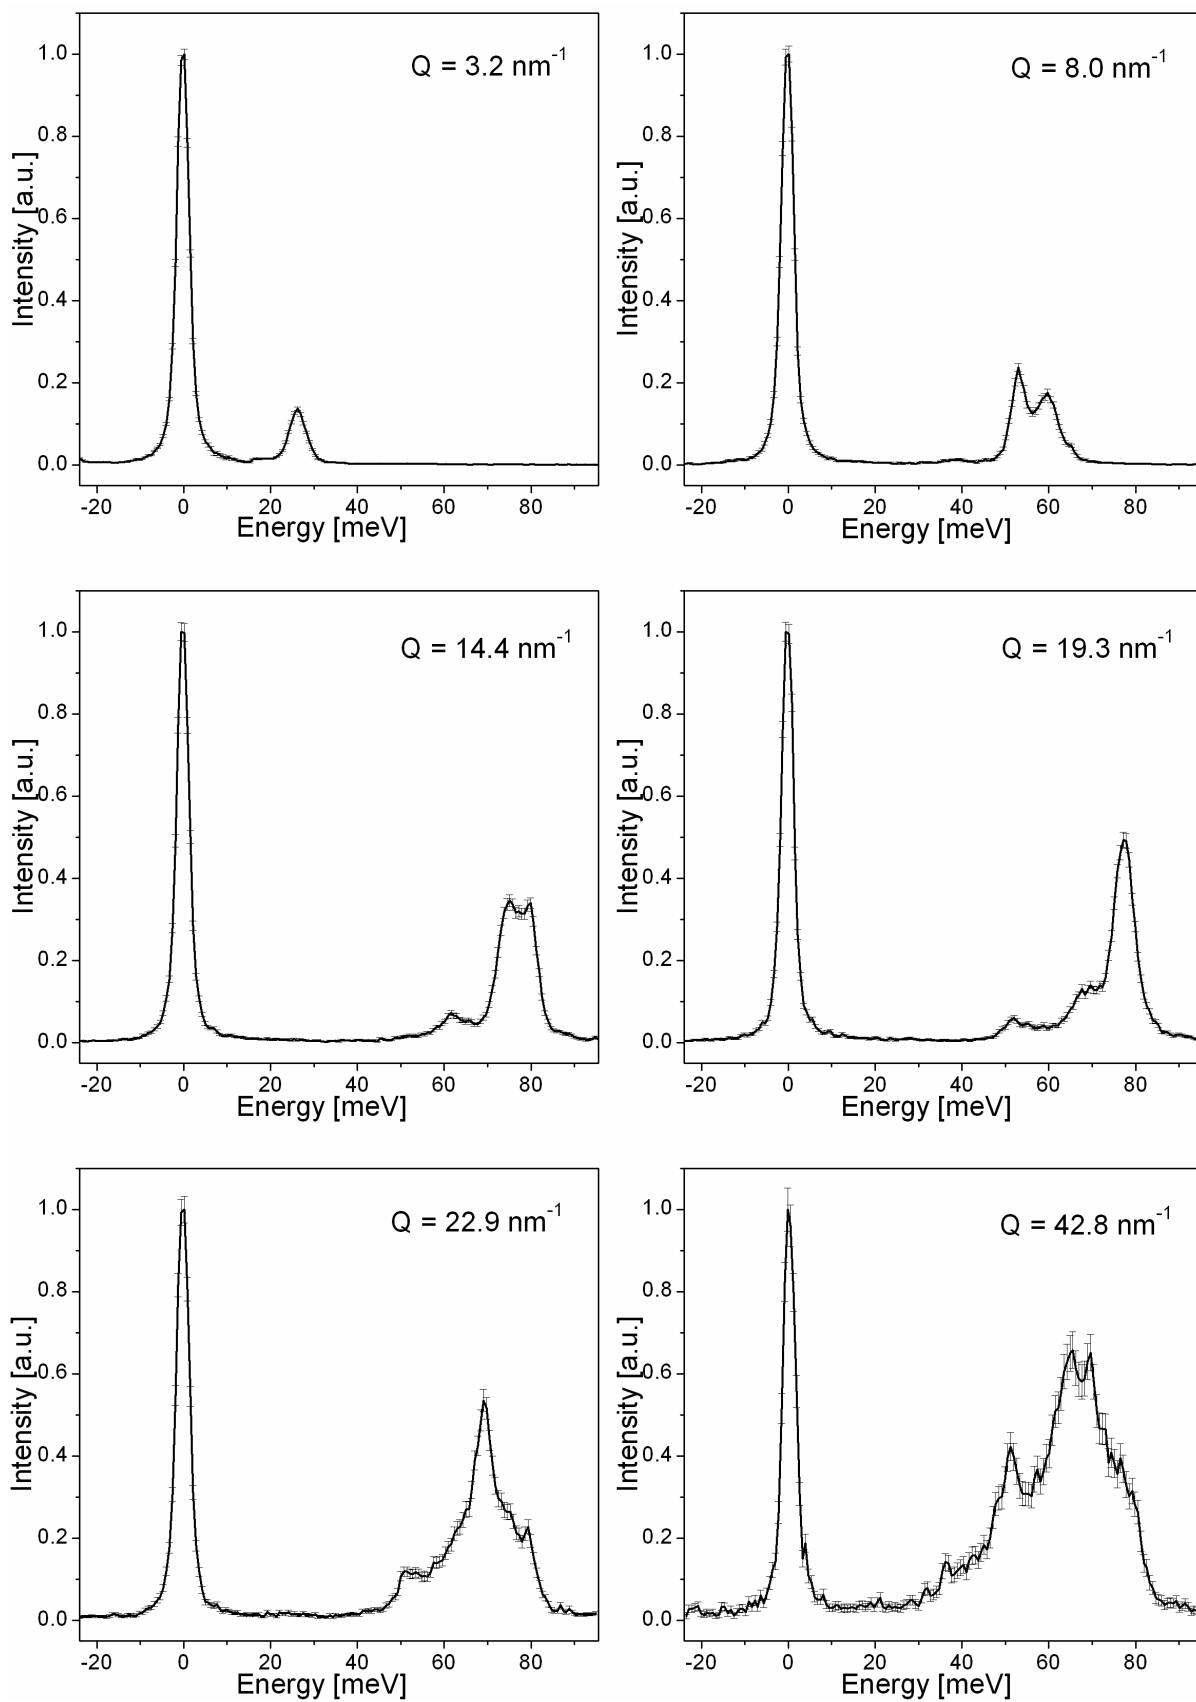 Q = 3.2 nm⁻¹
1.0
0.8
0.6
0.4
0.2
0.0
Intensity [a.u.]
-20 0 20 40 60 80
Energy [meV]
Q = 8.0 nm⁻¹
1.0
0.8
0.6
0.4
0.2
0.0
Intensity [a.u.]
-20 0 20 40 60 80
Energy [meV]
Q = 14.4 nm⁻¹
1.0
0.8
0.6
0.4
0.2
0.0
Intensity [a.u.]
-20 0 20 40 60 80
Energy [meV]
Q = 19.3 nm⁻¹
1.0
0.8
0.6
0.4
0.2
0.0
Intensity [a.u.]
-20 0 20 40 60 80
Energy [meV]
Q = 22.9 nm⁻¹
1.0
0.8
0.6
0.4
0.2
0.0
Intensity [a.u.]
-20 0 20 40 60 80
Energy [meV]
Q = 42.8 nm⁻¹
1.0
0.8
0.6
0.4
0.2
0.0
Intensity [a.u.]
-20 0 20 40 60 80
Energy [meV]